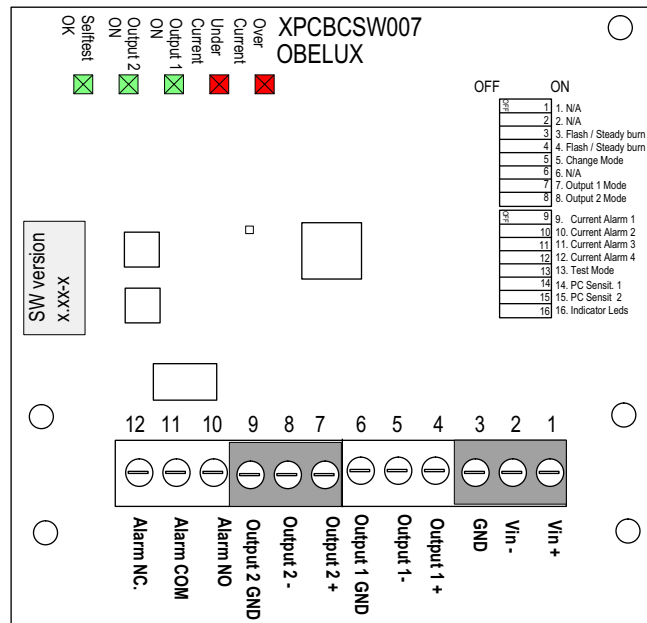 XPCBCSW007
OBELUX
Selftest
OK
Output 2
ON
Output 1
ON
Under
Current
Over
Current
OFF ON
OFF 1 1. N/A
2 2. N/A
3 3. Flash / Steady burn
4 4. Flash / Steady burn
5 5. Change Mode
6 6. N/A
7 7. Output 1 Mode
8 8. Output 2 Mode
OFF 9 9. Current Alarm 1
10 10. Current Alarm 2
11 11. Current Alarm 3
12 12. Current Alarm 4
13 13. Test Mode
14 14. PC Sensit. 1
15 15. PC Sensit 2
16 16. Indicator Leds
SW version
x.xxx-x
12 11 10 9 8 7 6 5 4 3 2 1
Alarm NC.
Alarm COM
Alarm NO
Output 2 GND
Output 2 -
Output 2 +
Output 1 GND
Output 1-
Output 1 +
GND
Vin -
Vin +